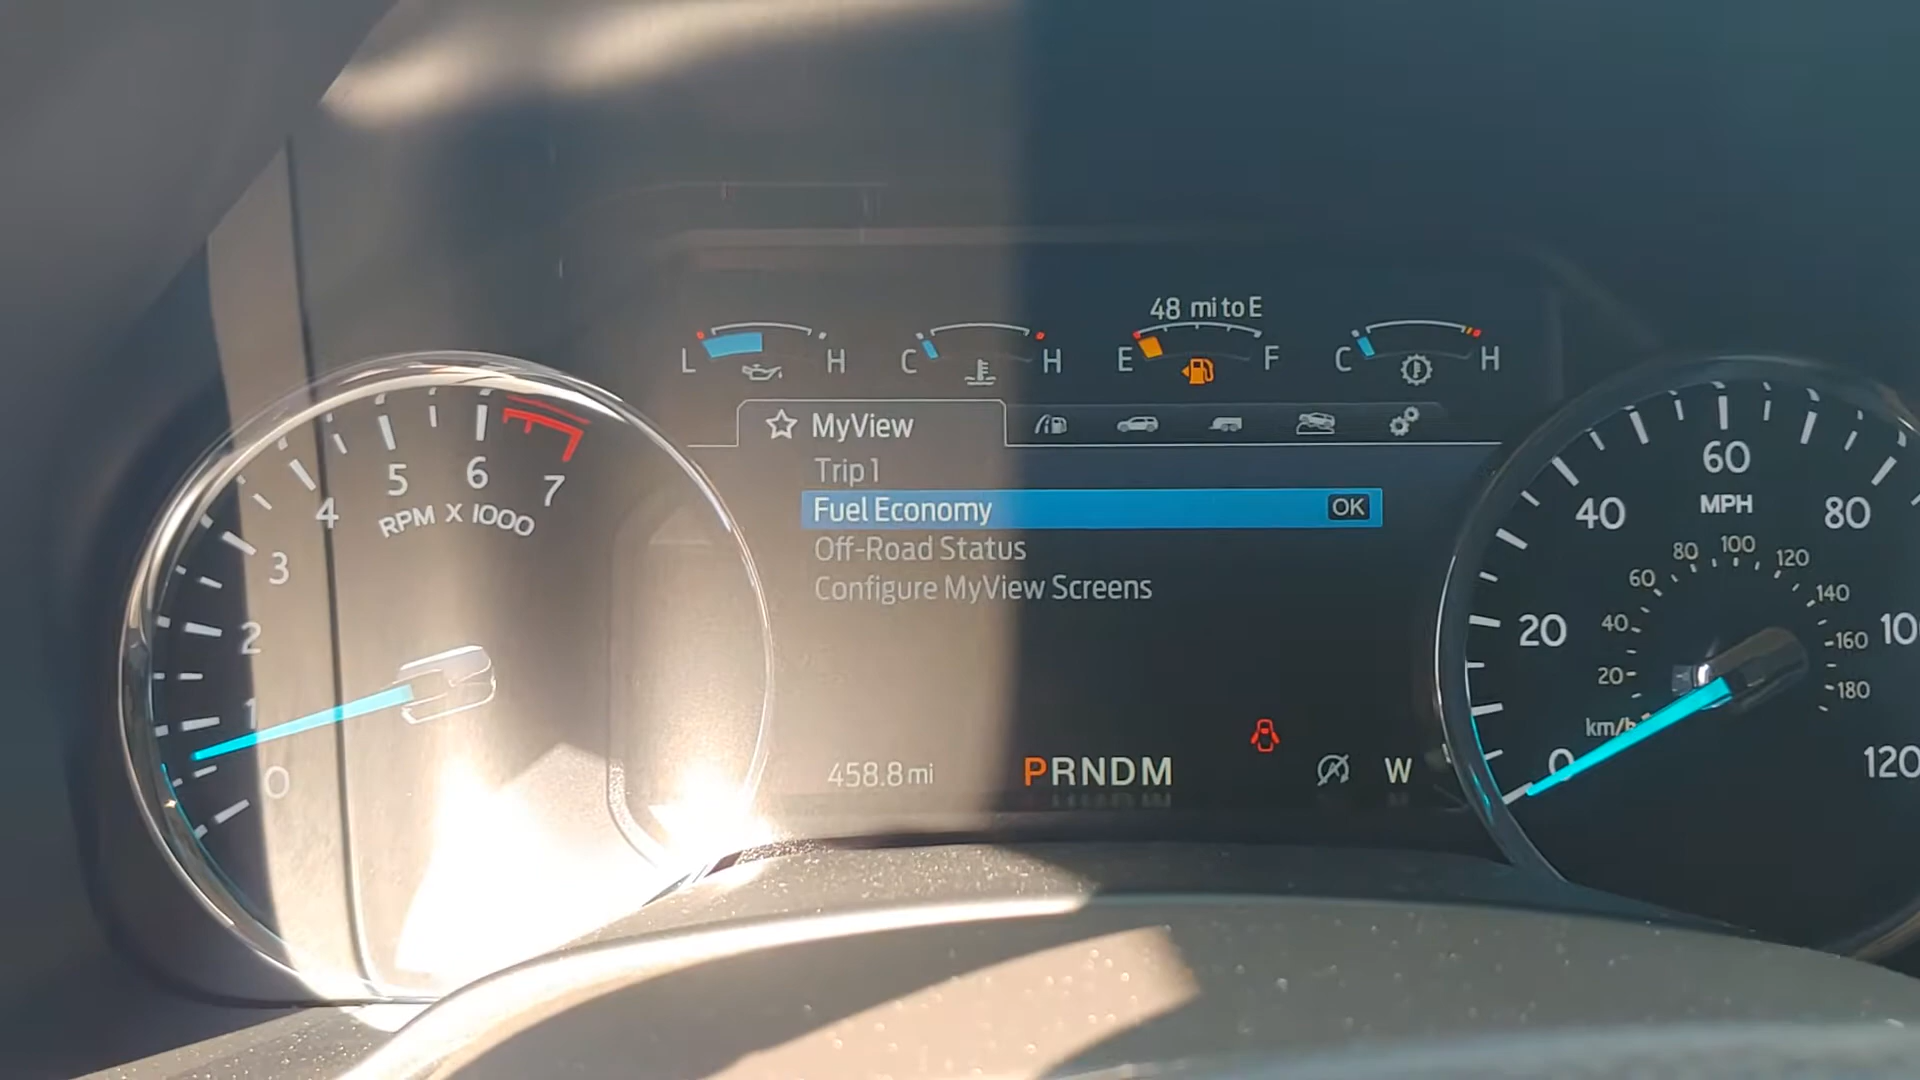 48 mi to E
L H
C H
E F
C H
MyView
Trip 1
Fuel Economy OK
Off-Road Status
Configure MyView Screens
458.8 mi
PRNDM
W
0
1
2
3
4
5
6
7
RPM X 1000
0
20
40
60
80
10
120
MPH
km/h
20
40
60
80
100
120
140
160
180